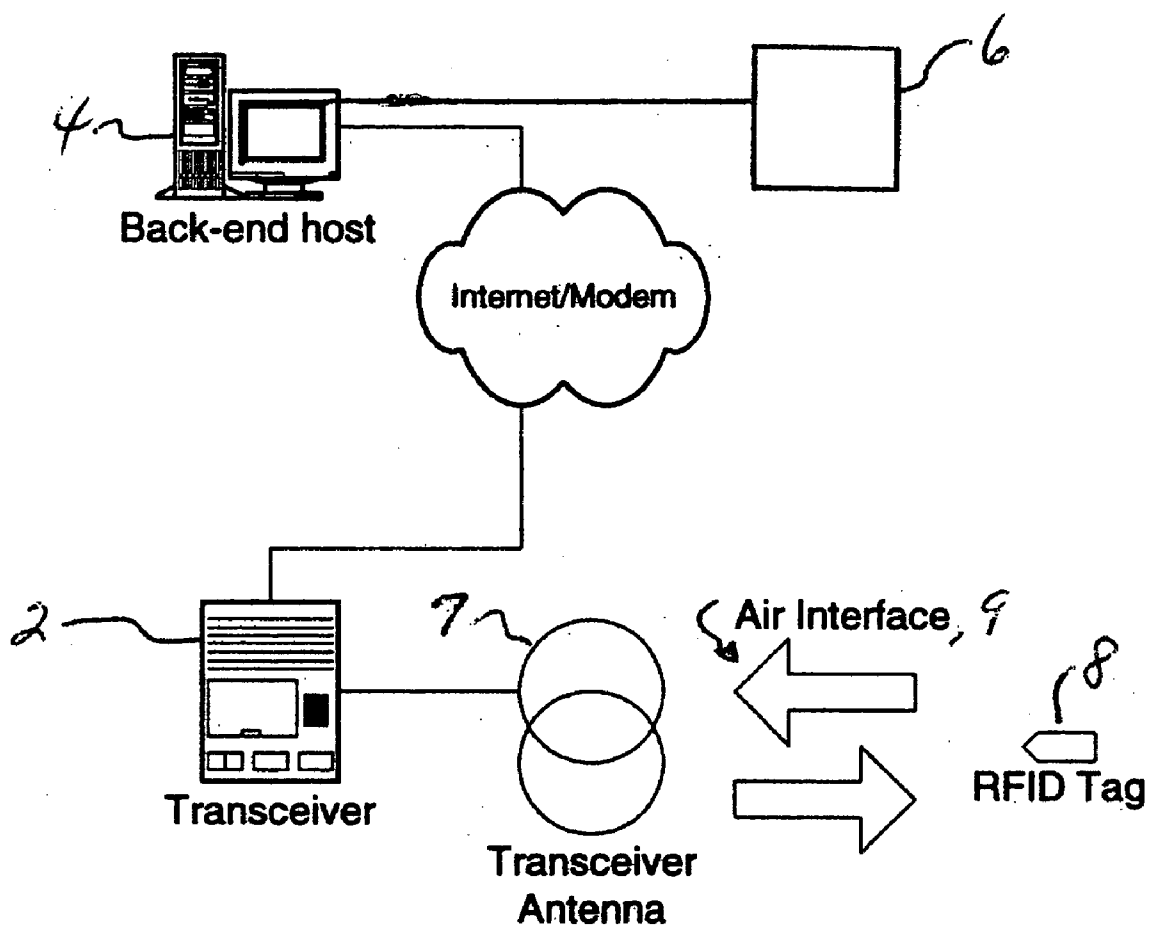 6
4
Back-end host
Internet/Modem
2
7
Air Interface, 9
8
Transceiver
RFID Tag
Transceiver
Antenna